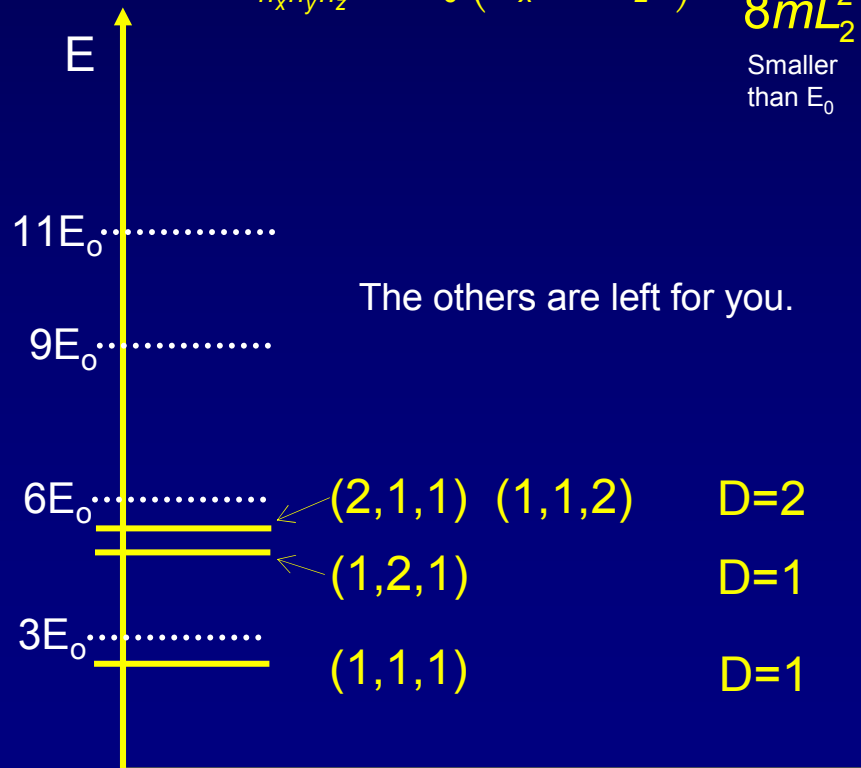 8mL₂²
E
Smaller
than E₀
11Eₒ
The others are left for you.
9Eₒ
6Eₒ (2,1,1) (1,1,2) D=2
(1,2,1) D=1
3Eₒ
(1,1,1) D=1